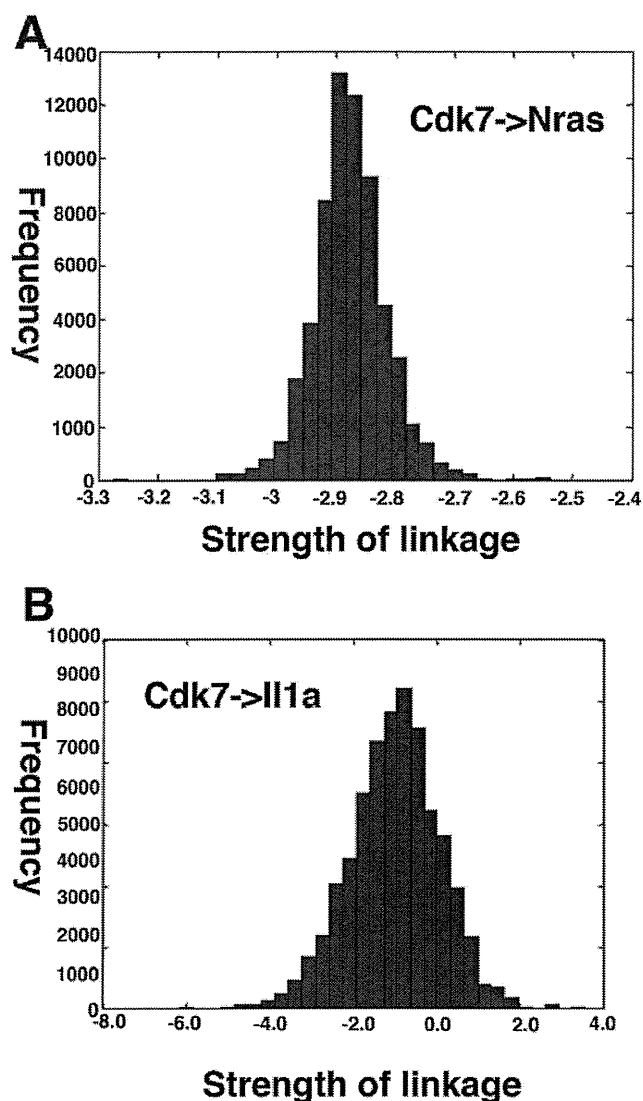 A
14000
12000
10000
8000
6000
4000
2000
1000
0
Frequency
Cdk7->Nras
-3.3 -3.2 -3.1 -3 -2.9 -2.8 -2.7 -2.6 -2.5 -2.4
Strength of linkage
B
10000
9000
8000
7000
6000
5000
4000
3000
2000
1000
0
Frequency
Cdk7->Il1a
-8.0 -6.0 -4.0 -2.0 0.0 2.0 4.0
Strength of linkage